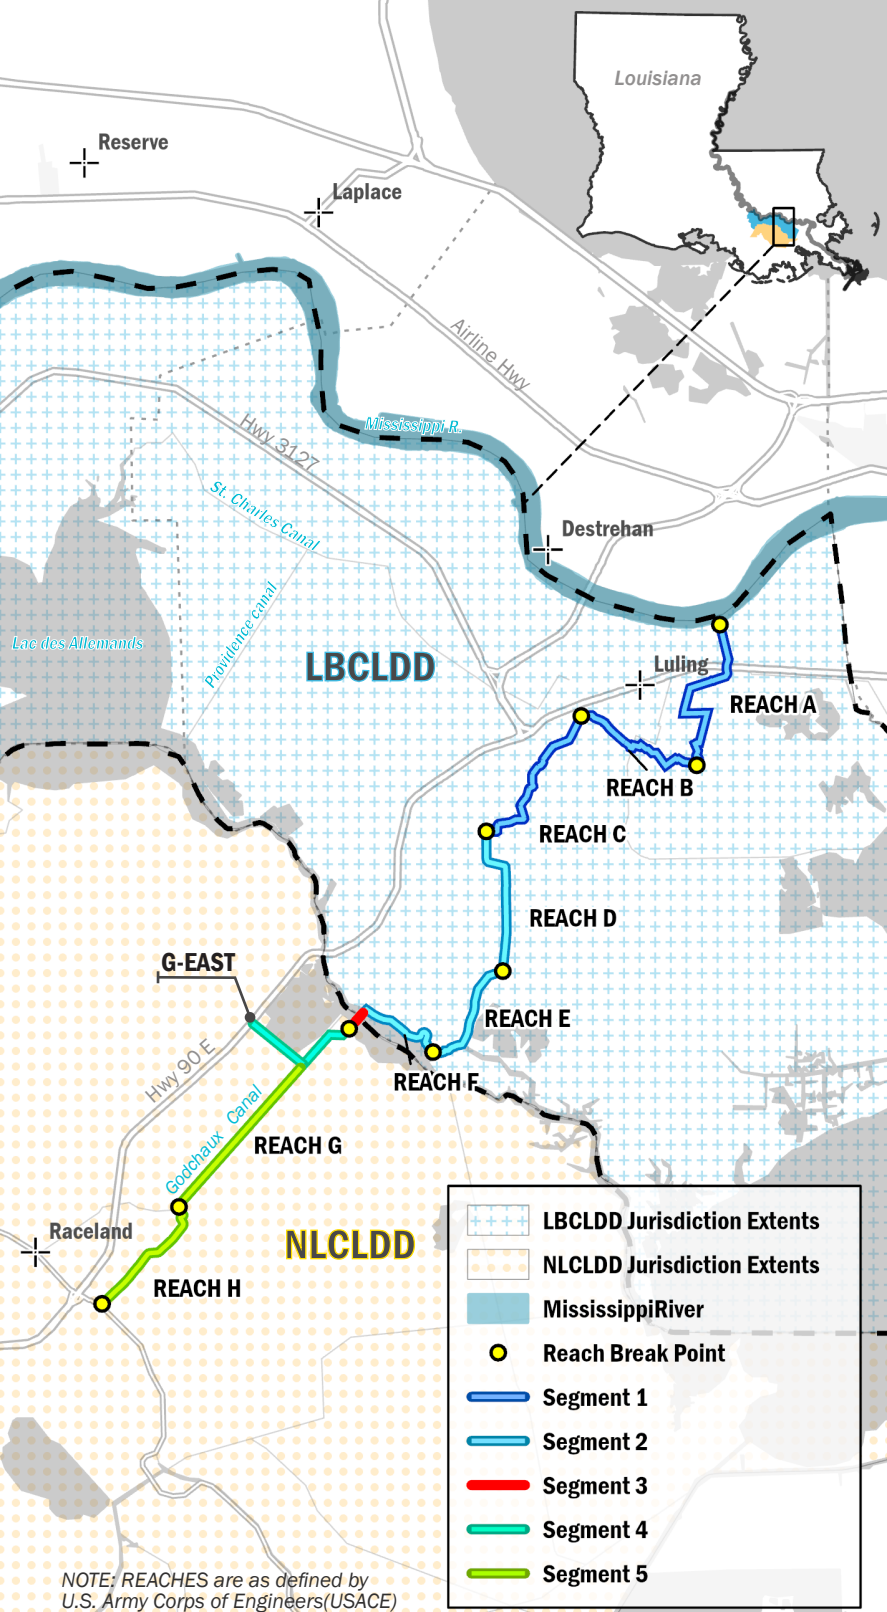 Louisiana
Reserve
Laplace
Airline Hwy
Mississippi R.
Hwy 3127
St. Charles Canal
Destrehan
Providence canal
Lac des Allemands
LBCLDD
Luling
REACH A
REACH B
REACH C
REACH D
G-EAST
REACH E
Hwy 90 E
REACH F
Godchaux Canal
REACH G
Raceland
NLCLDD
REACH H
LBCLDD Jurisdiction Extents
NLCLDD Jurisdiction Extents
MississippiRiver
Reach Break Point
Segment 1
Segment 2
Segment 3
Segment 4
Segment 5
NOTE: REACHES are as defined by
U.S. Army Corps of Engineers(USACE)